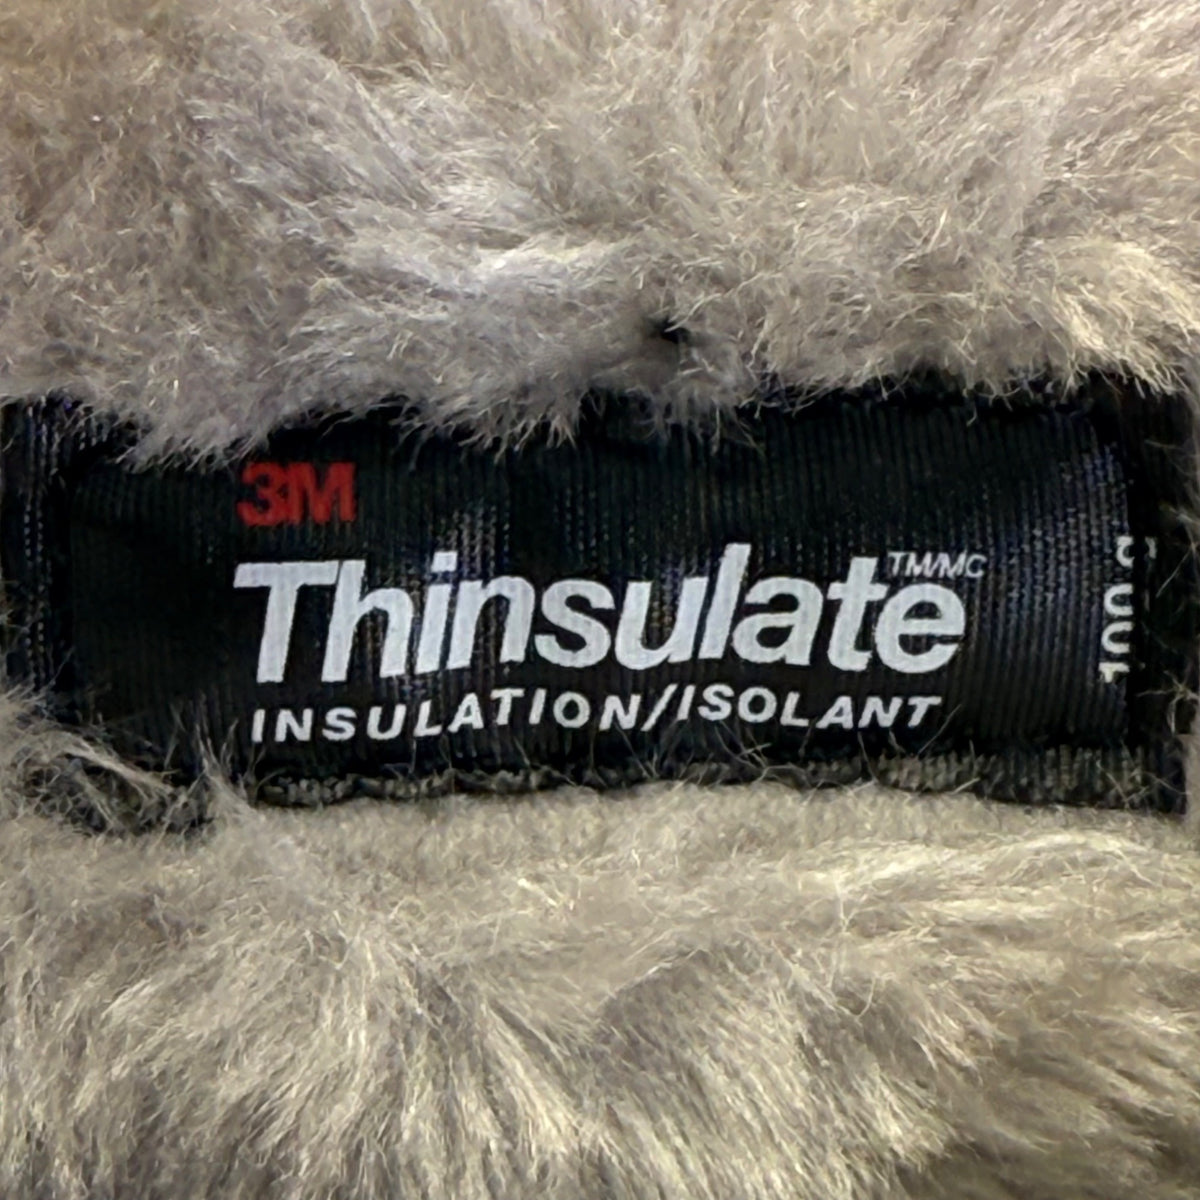 3M
Thinsulate TM/MC
INSULATION/ISOLANT
100 g